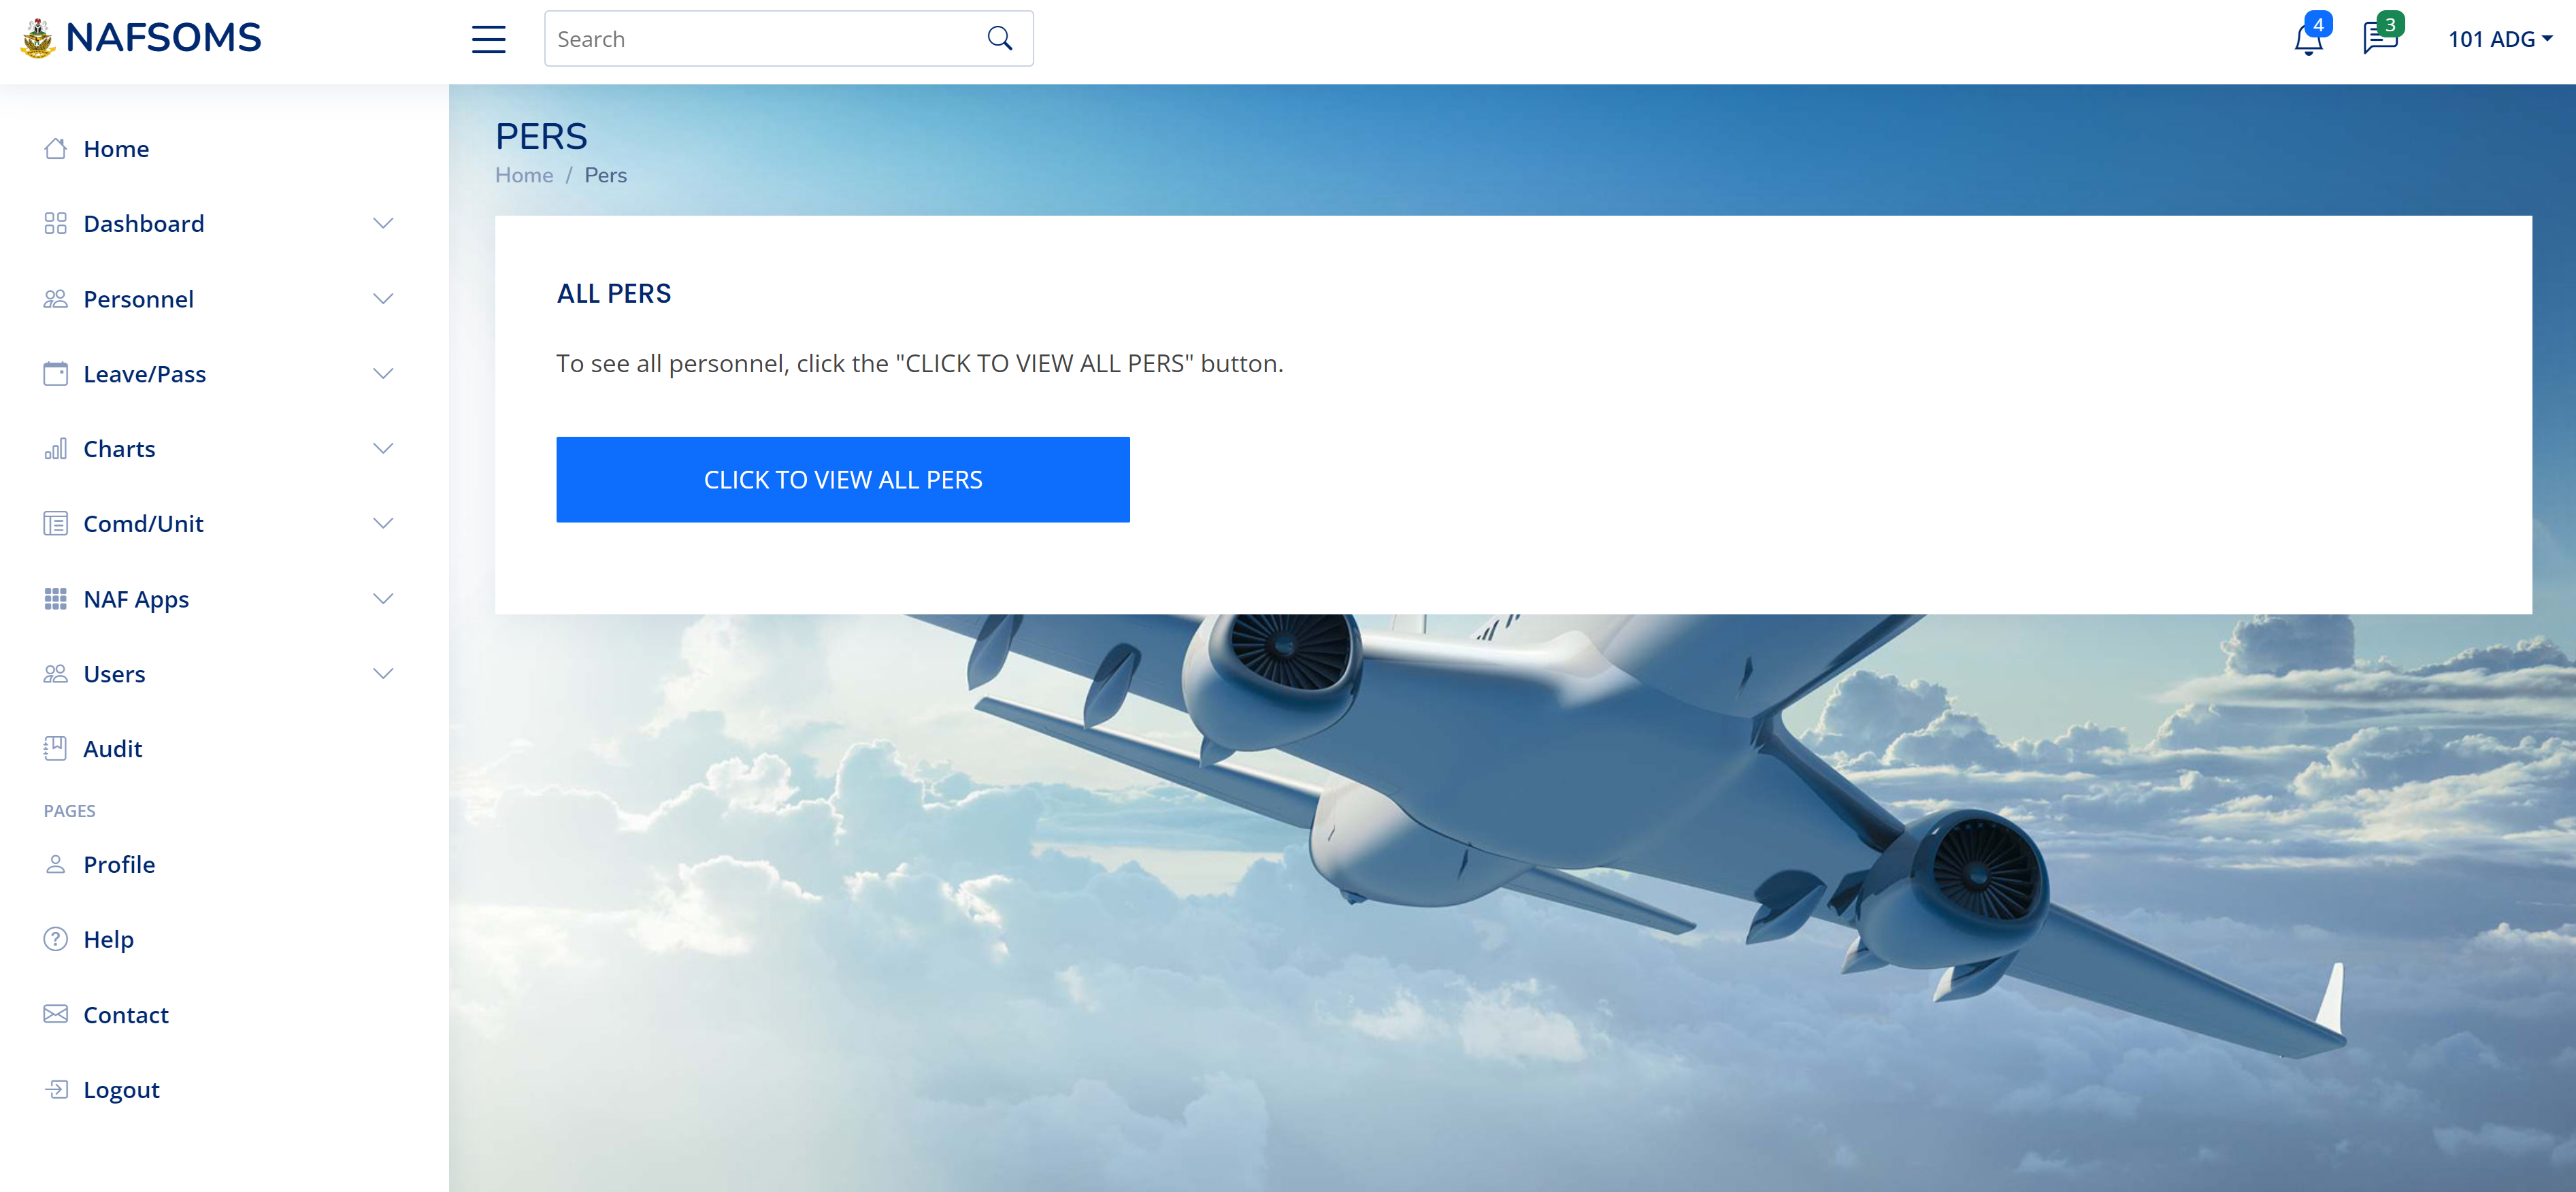 NAFSOMS
Search
4
3
101 ADG
Home
Dashboard
Personnel
Leave/Pass
Charts
Comd/Unit
NAF Apps
Users
Audit
PAGES
Profile
Help
Contact
Logout
PERS
Home / Pers
ALL PERS
To see all personnel, click the "CLICK TO VIEW ALL PERS" button.
CLICK TO VIEW ALL PERS